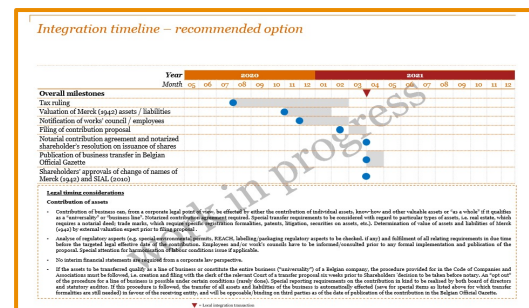 Integration timeline – recommended option
Year 2020 2021
Month 05 06 07 08 09 10 11 12 01 02 03 04 05 06 07 08 09 10 11 12
Overall milestones
Tax ruling
Valuation of Merck (1942) assets / liabilities
Notification of works' council / employees
Filing of contribution proposal
Notarial contribution agreement and notarized
shareholder's resolution on issuance of shares
Publication of business transfer in Belgian
Official Gazette
Shareholders' approvals of change of names of
Merck (1942) and SIAL (2010)
Work in progress
Legal timing considerations
Contribution of assets
• Contribution of business can, from a corporate legal point of view, be effected by either the contribution of individual assets, know-how and other valuable assets or "as a whole" if it qualifies
as a "universality" or "business line". Notarized contribution agreement required. Special transfer requirements to be considered with regard to particular types of assets, i.e. real estate, which
requires a notarial deed; trade marks, which require specific registration formalities, patents, litigation, securities on assets, etc.). Determination of value of assets and liabilities of Merck
(1942) by external valuation expert prior to filing proposal.
• Analyse of regulatory aspects (e.g. special environmental permits, REACH, labelling/packaging regulatory aspects to be checked, if any) and fulfilment of all relating requirements in due time
before the targeted legal effective date of the contribution. Employees and/or work's councils have to be informed/consulted prior to any formal implementation and publication of the
proposal. Special attention for harmonisation of labour conditions issue if applicable.
• No interim financial statements are required from a corporate law perspective.
• If the assets to be transferred qualify as a line of business or constitute the entire business ("universality") of a Belgian company, the procedure provided for in the Code of Companies and
Associations must be followed, i.e. creation and filing with the clerk of the relevant Court of a transfer proposal six weeks prior to Shareholders' decision to be taken before notary. An "opt out"
of the procedure for a line of business is possible under certain conditions (rarely done). Special reporting requirements on the contribution in kind to be realised by both board of directors
and statutory auditor. If this procedure is followed, the transfer of all assets and liabilities of the business is automatically effected (save for special items as listed above for which transfer
formalities are still needed) in favour of the receiving entity, and will be opposable/binding on third parties as of the date of publication of the contribution in the Belgian Official Gazette.
= Legal integration transaction